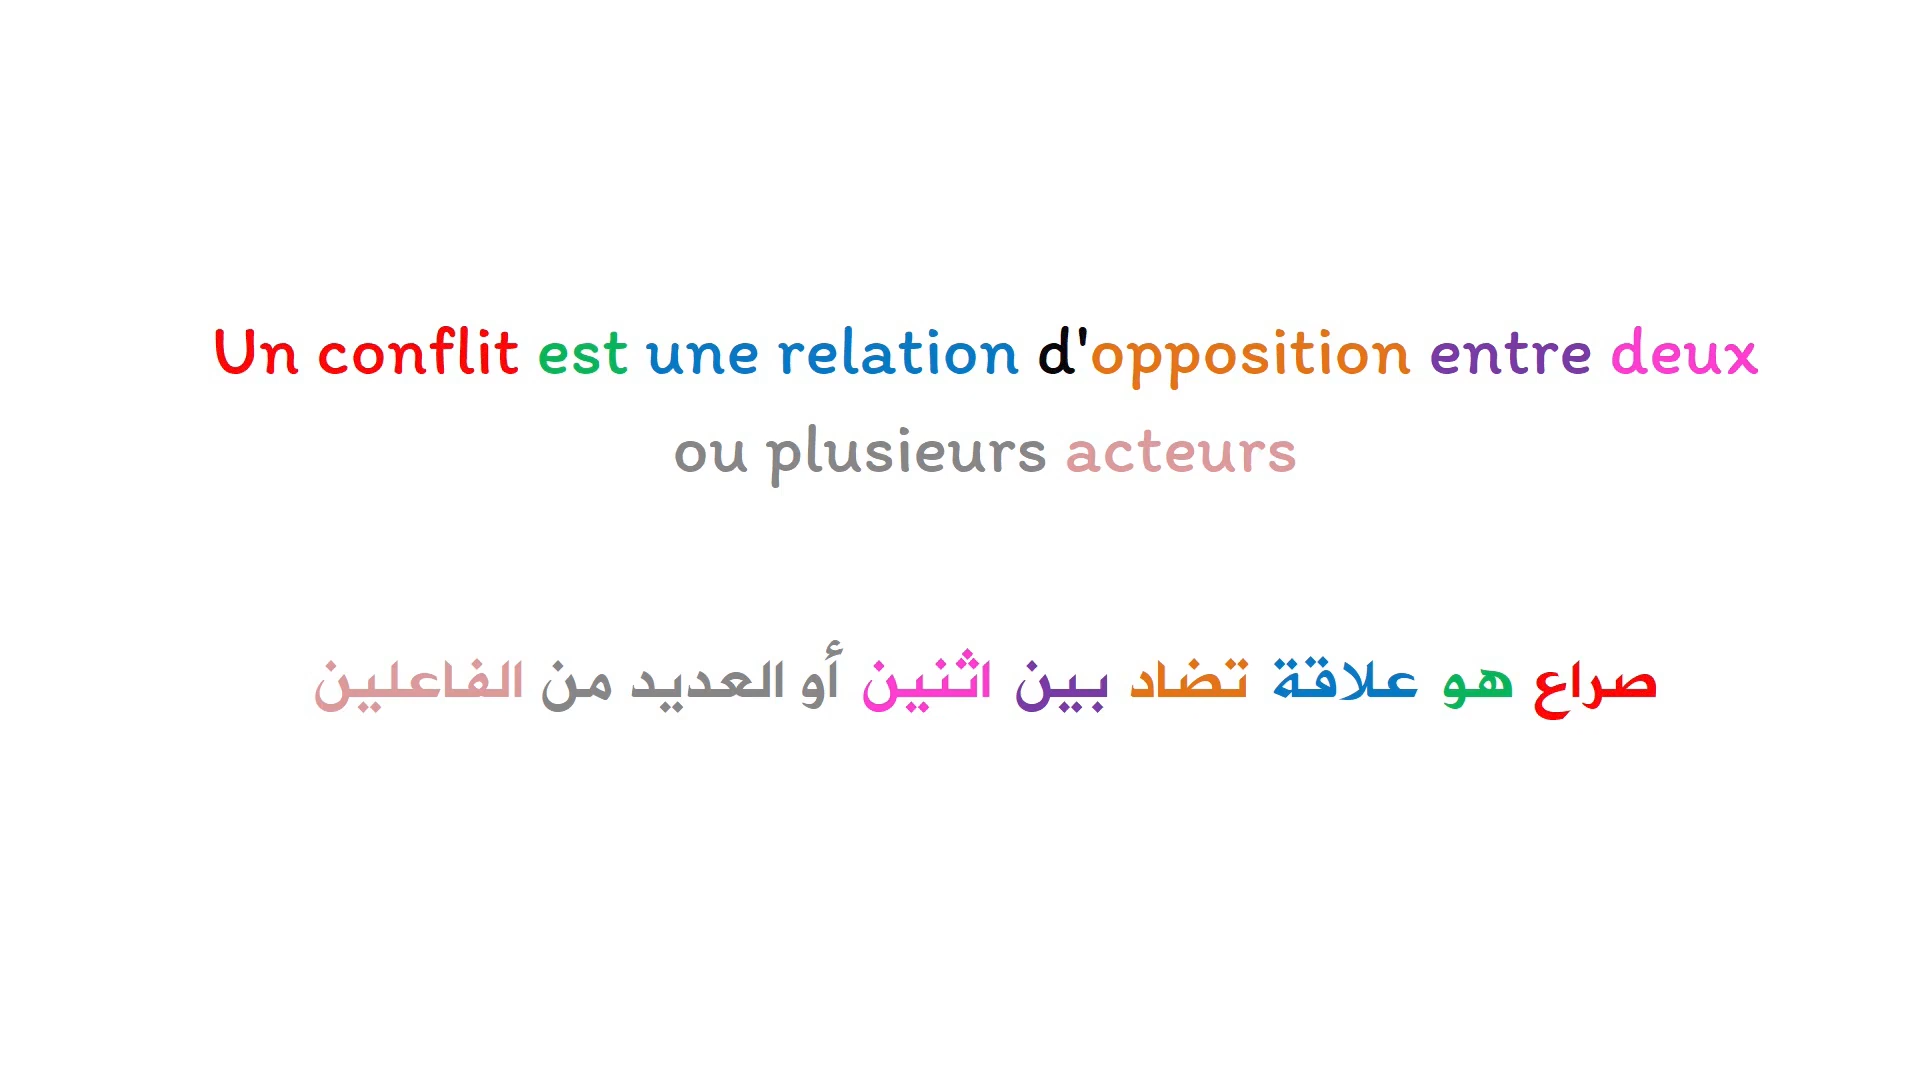 Un conflit est une relation d'opposition entre deux
ou plusieurs acteurs
صراع هو علاقة تضاد بين اثنين أو العديد من الفاعلين